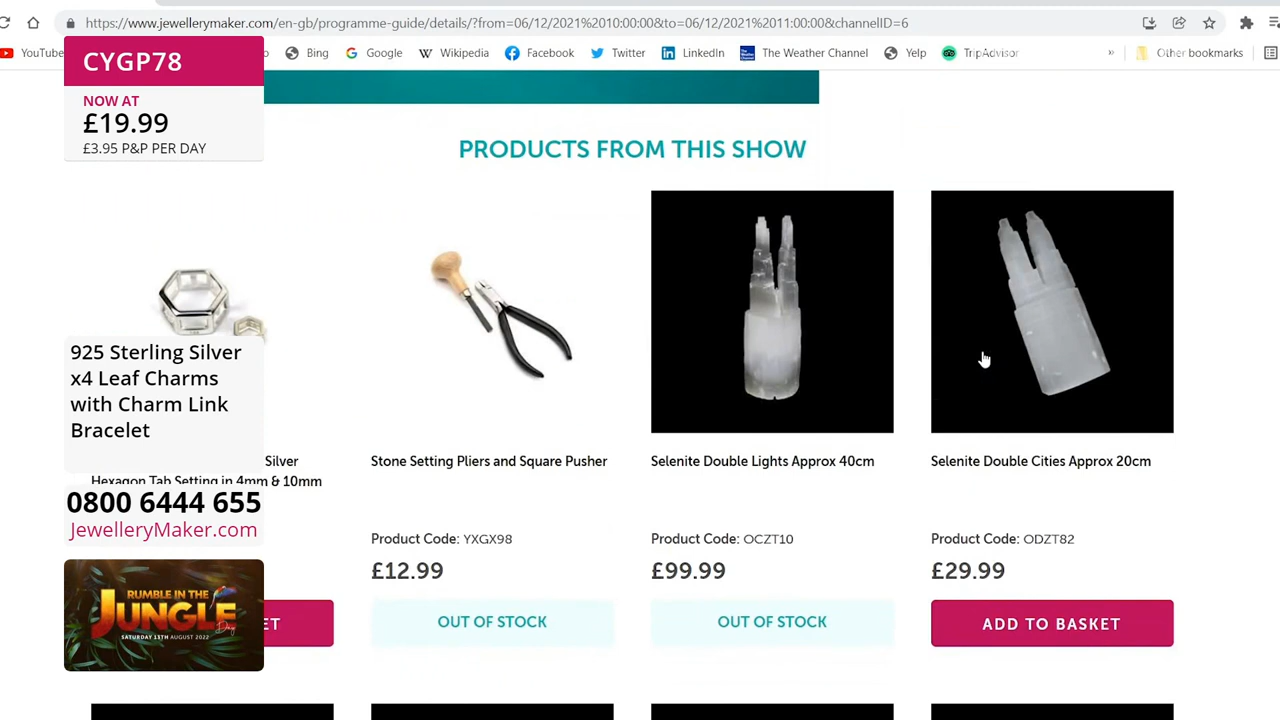 www.jewellerymaker.com/en-gb/programme-guide/details/?from=06/12/2021%2010:00:00&to=06/12/2021%2011:00:00&channelID=6
YouTube
Bing
Google
Wikipedia
Facebook
Twitter
LinkedIn
The Weather Channel
Yelp
TripAdvisor
»
Other bookmarks
CYGP78
NOW AT
£19.99
£3.95 P&P PER DAY
PRODUCTS FROM THIS SHOW
925 Sterling Silver
x4 Leaf Charms
with Charm Link
Bracelet
Silver
Hexagon Tab Setting in 4mm & 10mm
0800 6444 655
JewelleryMaker.com
RUMBLE IN THE
JUNGLE
Day
SATURDAY 13TH AUGUST 2022
ET
Stone Setting Pliers and Square Pusher
Product Code: YXGX98
£12.99
OUT OF STOCK
Selenite Double Lights Approx 40cm
Product Code: OCZT10
£99.99
OUT OF STOCK
Selenite Double Cities Approx 20cm
Product Code: ODZT82
£29.99
ADD TO BASKET